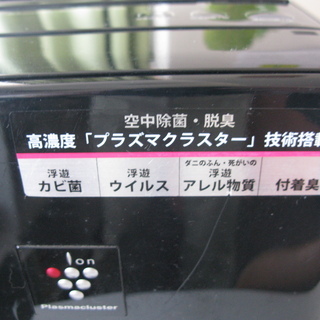 空中除菌・脱臭
高濃度「プラズマクラスター」技術搭載
浮遊 カビ菌
浮遊 ウイルス
ダニのふん・死がいの 浮遊 アレル物質
付着臭
Ion
Plasmacluster